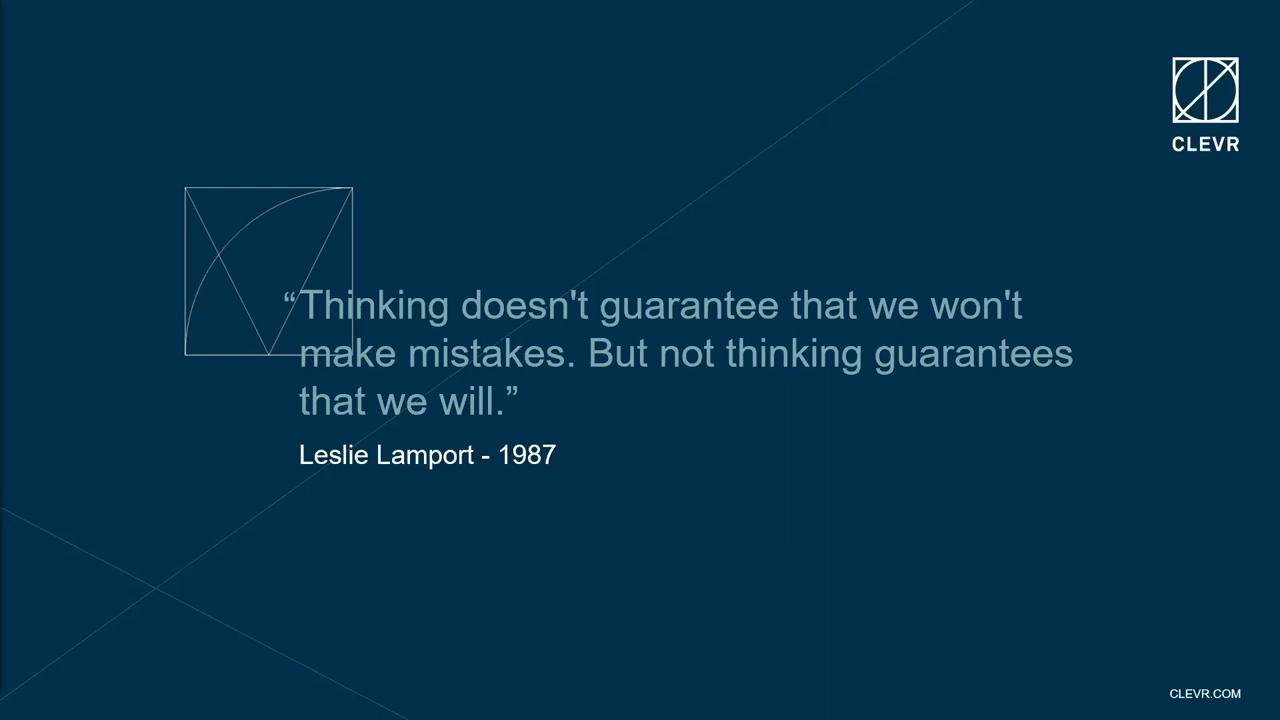 CLEVR
“Thinking doesn't guarantee that we won't
make mistakes. But not thinking guarantees
that we will.”
Leslie Lamport - 1987
CLEVR.COM